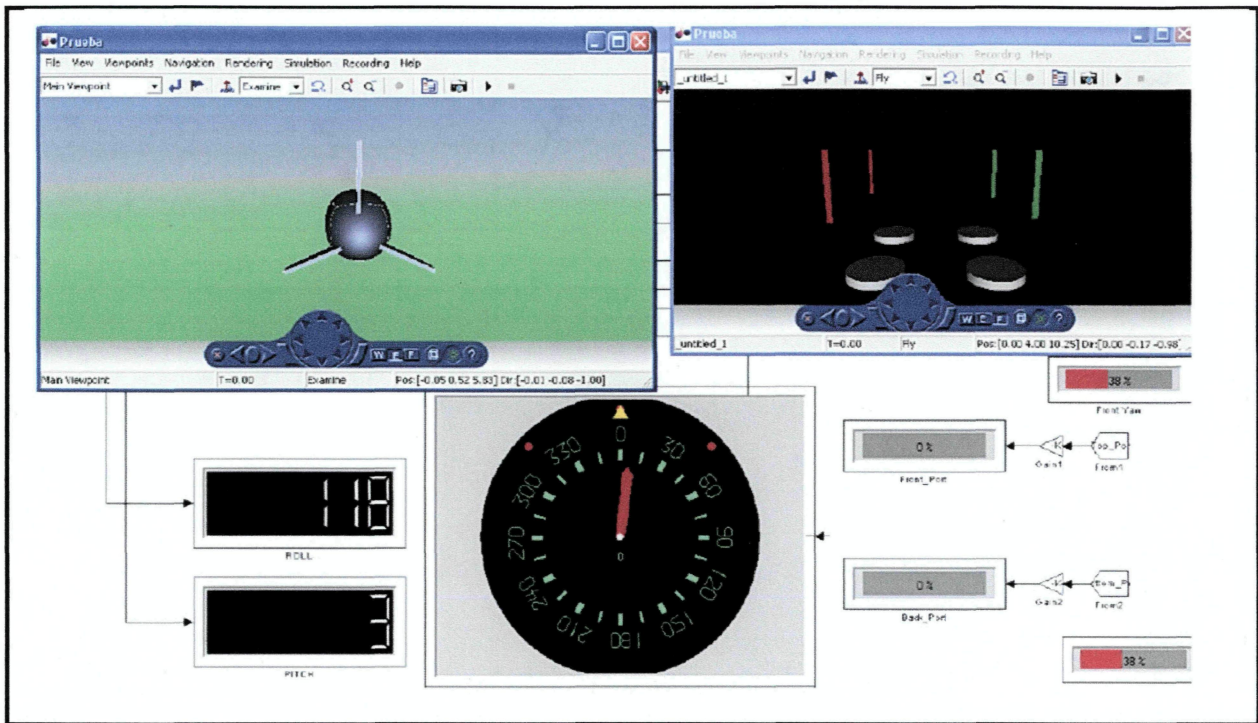 Prueba
File View Viewpoints Navigation Rendering Simulation Recording Help
Main Viewpoint Examine
Main Viewpoint T=0.00 Examine Pos:[-0.05 0.52 5.83] Dir:[-0.01 -0.08 -1.00]
Prueba
File View Viewpoints Navigation Rendering Simulation Recording Help
_untitled_1 Fly
_untitled_1 T=0.00 Fly Pos:[0.00 4.00 10.25] Dir:[0.00 -0.17 -0.98]
38 %
Front Yaw
118
ROLL
3
PITCH
0
30
60
90
120
150
180
210
240
270
300
330
0
0 %
Front_Port
Gain1
From1
0 %
Back_Port
Gain2
From2
38 %